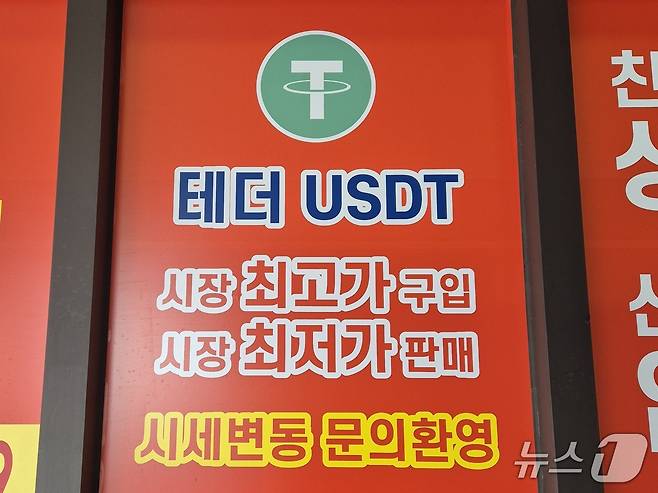 테더 USDT
시장 최고가 구입
시장 최저가 판매
시세변동 문의환영
뉴스1